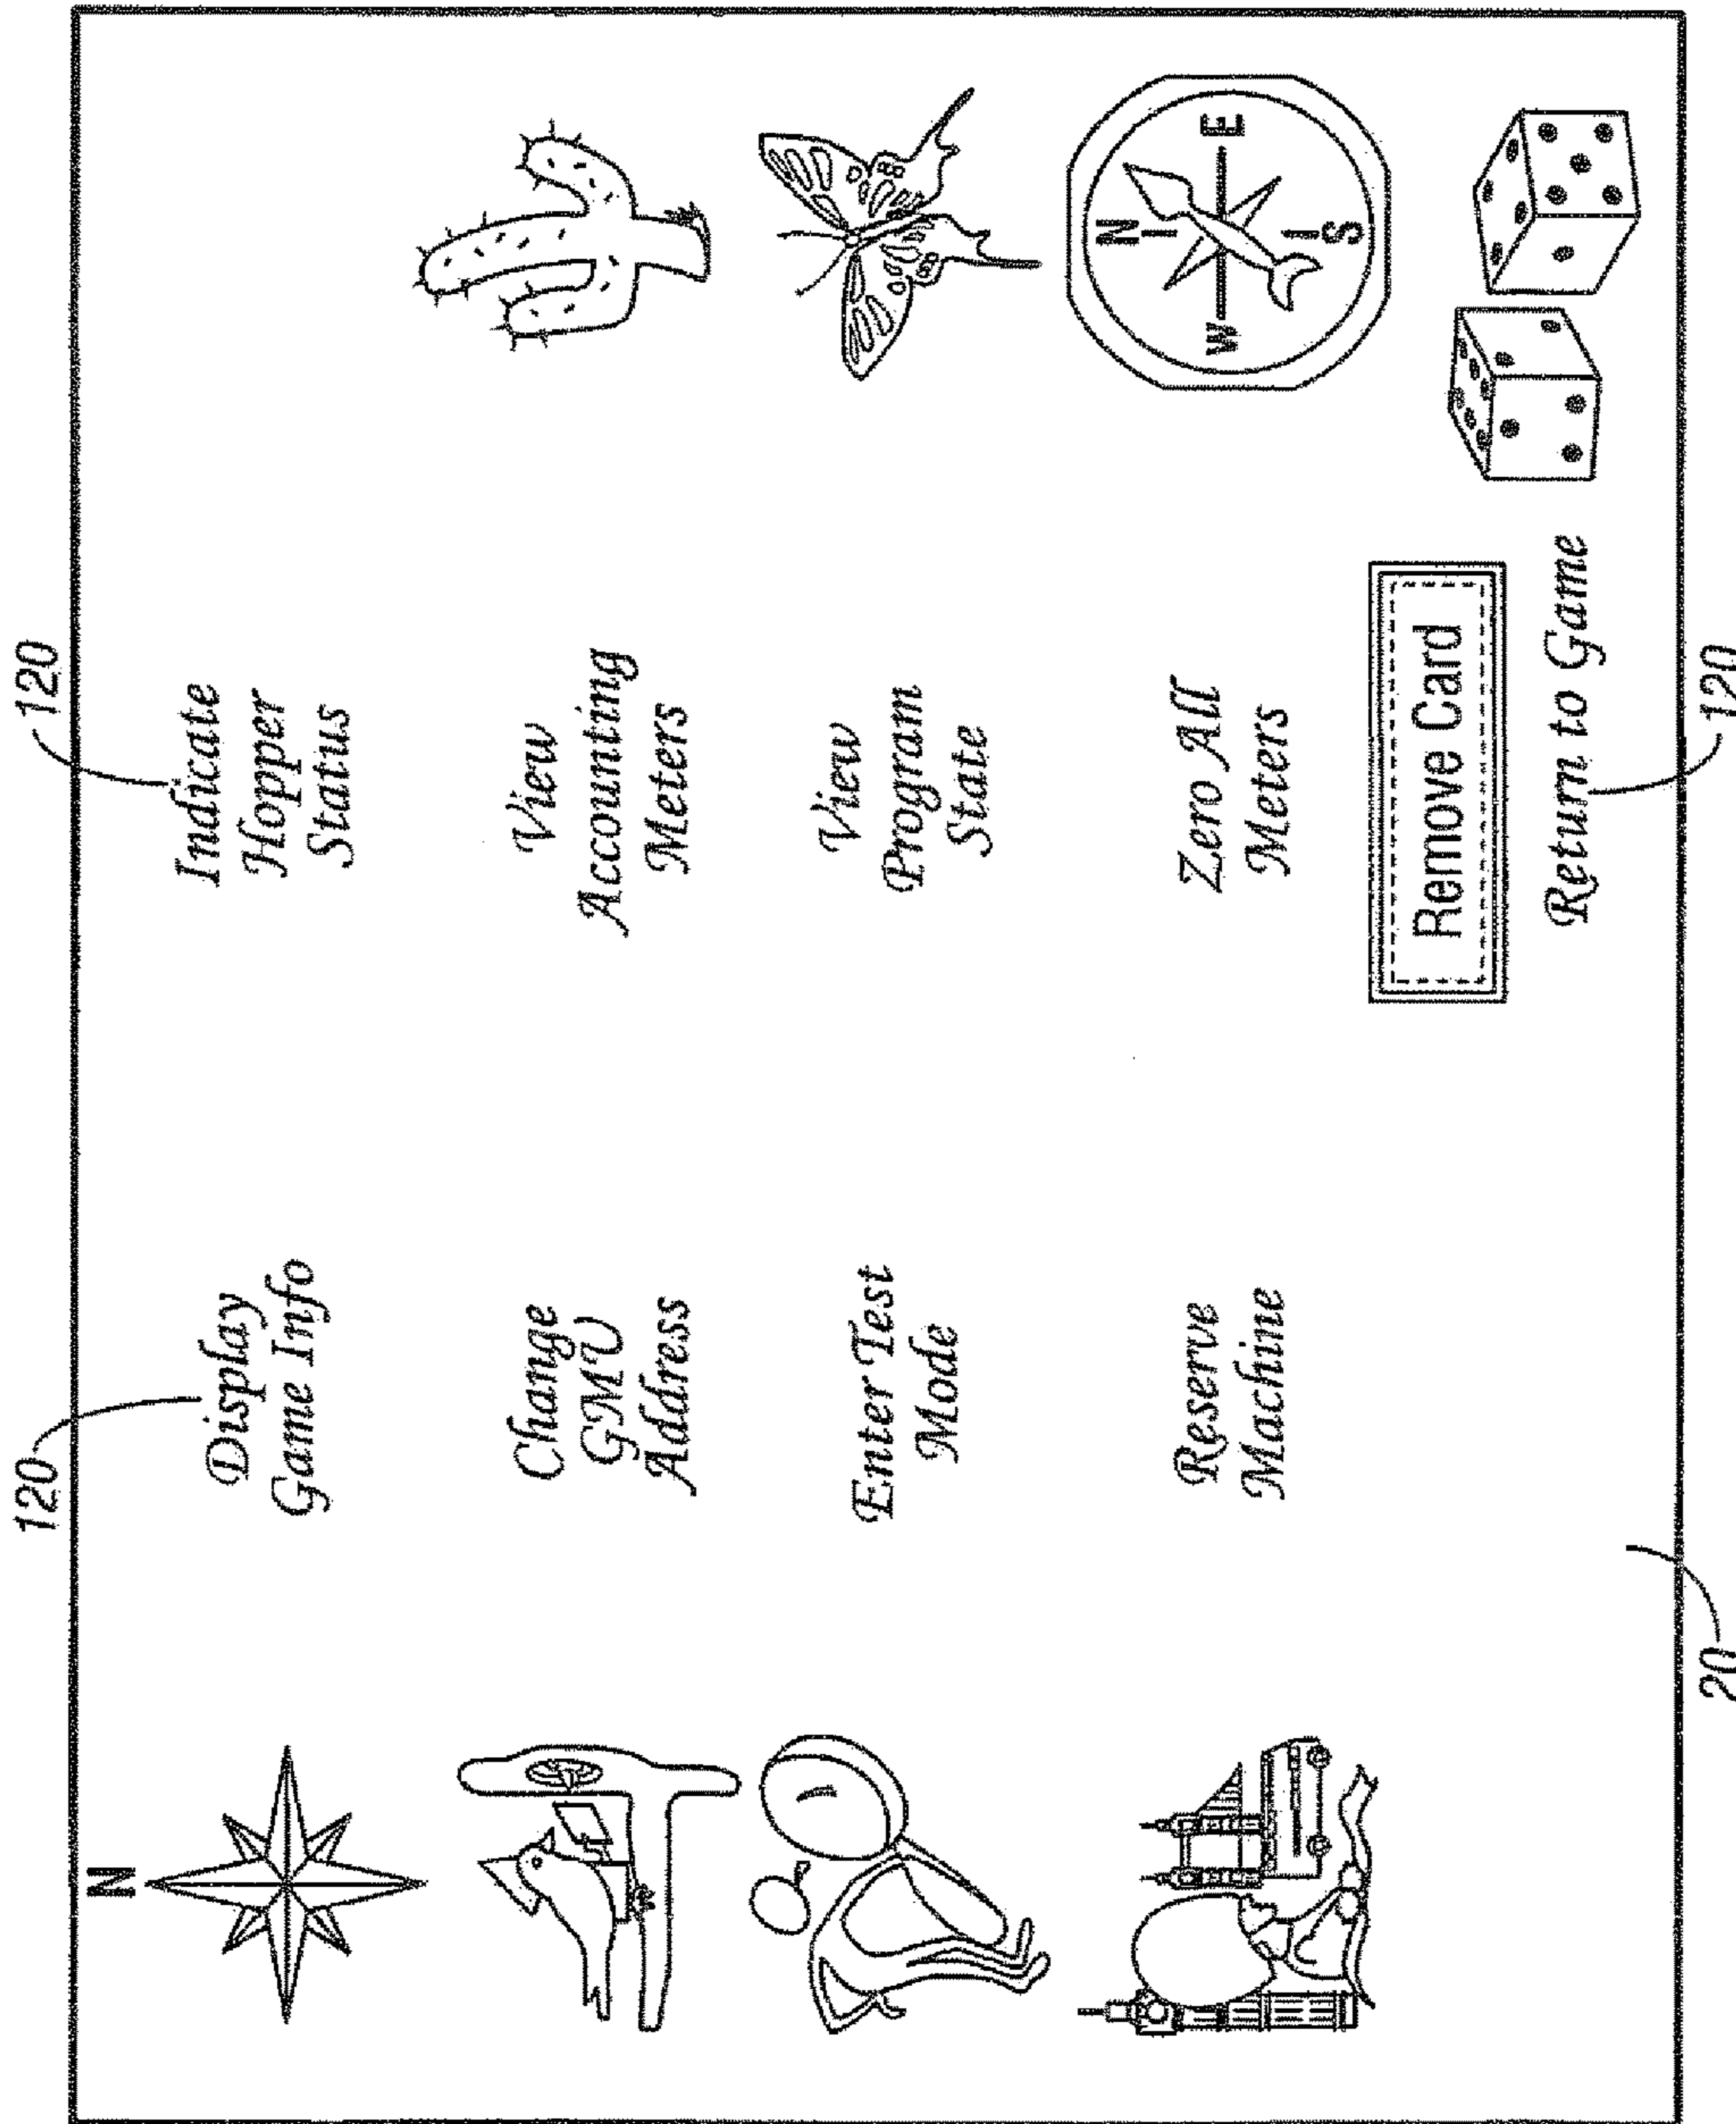 120
120
N
Display
Game Info
Indicate
Hopper
Status
Change
GMU
Address
View
Accounting
Meters
Enter Test
Mode
View
Program
State
Reserve
Machine
Zero All
Meters
N
W
E
S
Remove Card
Return to Game
20
120